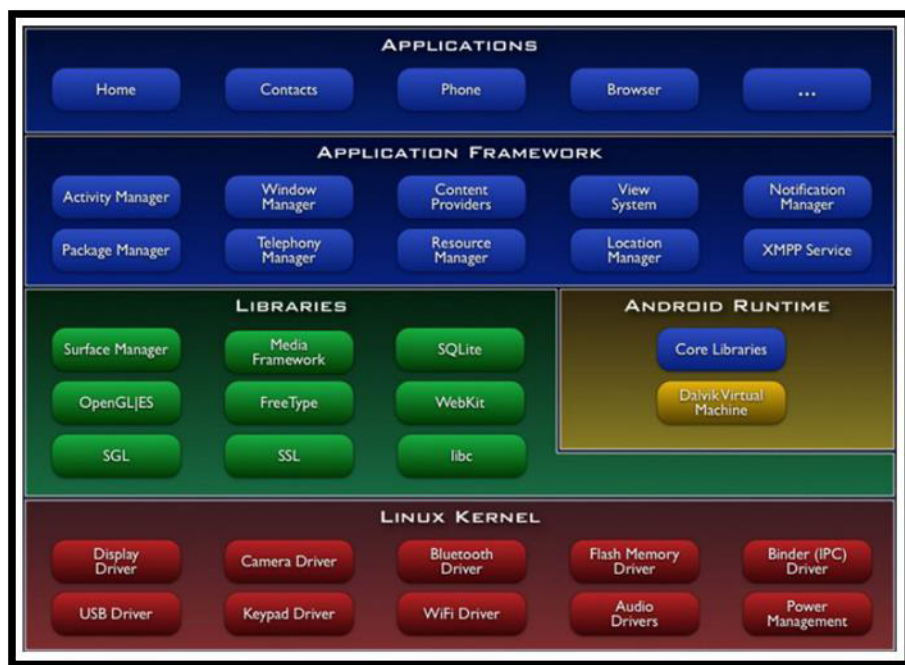 APPLICATIONS
Home
Contacts
Phone
Browser
...
APPLICATION FRAMEWORK
Activity Manager
Window
Manager
Content
Providers
View
System
Notification
Manager
Package Manager
Telephony
Manager
Resource
Manager
Location
Manager
XMPP Service
LIBRARIES
Surface Manager
Media
Framework
SQLite
OpenGL|ES
FreeType
WebKit
SGL
SSL
libc
ANDROID RUNTIME
Core Libraries
Dalvik Virtual
Machine
LINUX KERNEL
Display
Driver
Camera Driver
Bluetooth
Driver
Flash Memory
Driver
Binder (IPC)
Driver
USB Driver
Keypad Driver
WiFi Driver
Audio
Drivers
Power
Management